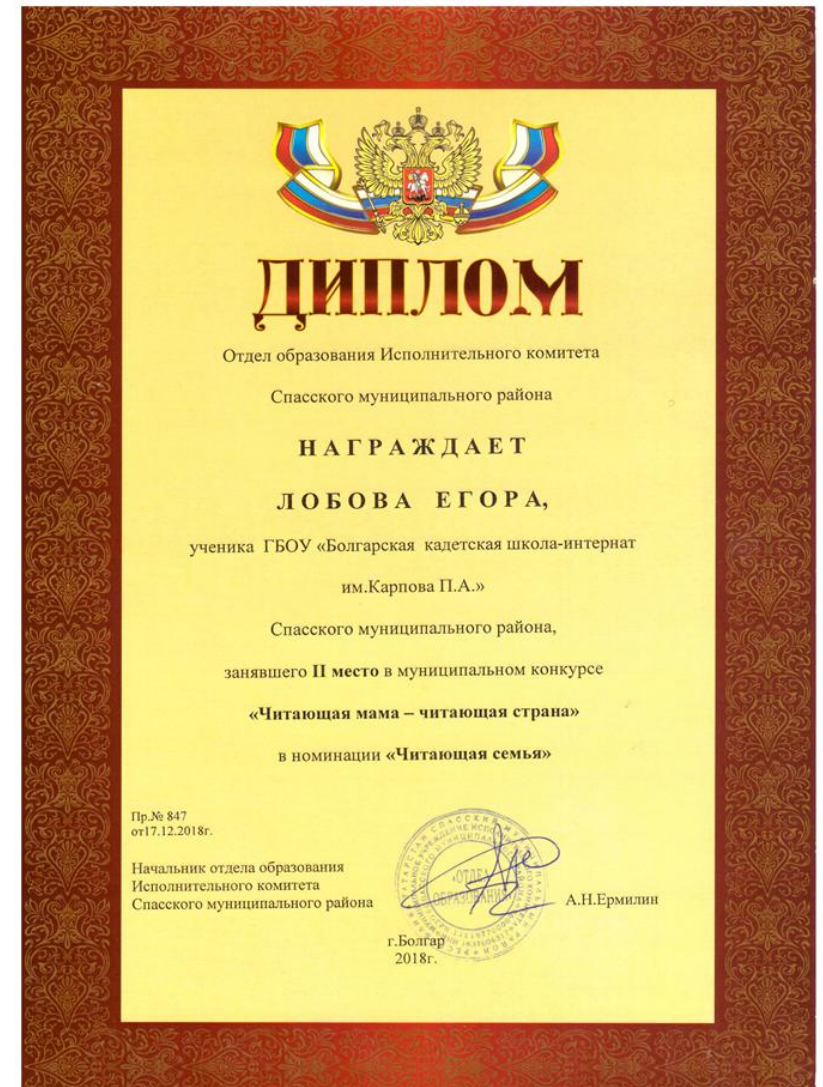 ДИПЛОМ
Отдел образования Исполнительного комитета
Спасского муниципального района
НАГРАЖДАЕТ
ЛОБОВА ЕГОРА,
ученика ГБОУ «Болгарская кадетская школа-интернат
им.Карпова П.А.»
Спасского муниципального района,
занявшего II место в муниципальном конкурсе
«Читающая мама – читающая страна»
в номинации «Читающая семья»
Пр.№ 847
от17.12.2018г.
Начальник отдела образования
Исполнительного комитета
Спасского муниципального района
«ОТДЕЛ
ОБРАЗОВАНИЯ»
А.Н.Ермилин
г.Болгар
2018г.